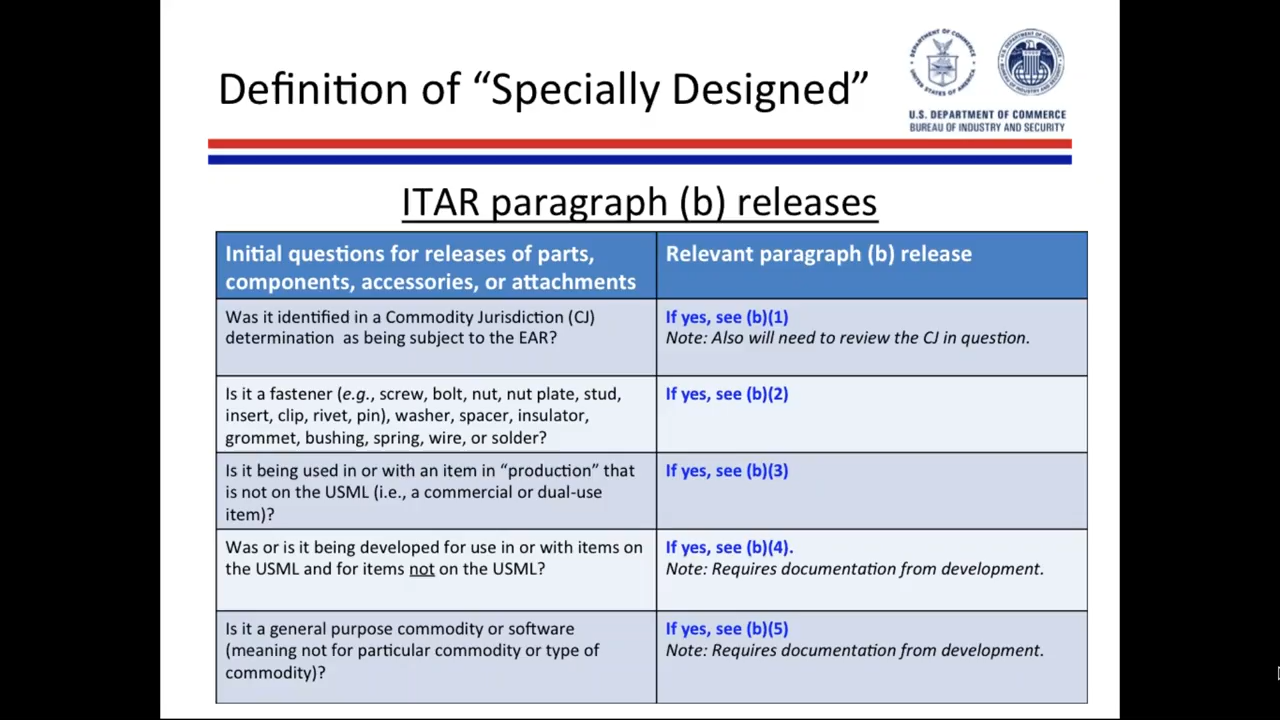 Definition of “Specially Designed”
U.S. DEPARTMENT OF COMMERCE
BUREAU OF INDUSTRY AND SECURITY
ITAR paragraph (b) releases
Initial questions for releases of parts,
components, accessories, or attachments
Relevant paragraph (b) release
Was it identified in a Commodity Jurisdiction (CJ)
determination as being subject to the EAR?
If yes, see (b)(1)
Note: Also will need to review the CJ in question.
Is it a fastener (e.g., screw, bolt, nut, nut plate, stud,
insert, clip, rivet, pin), washer, spacer, insulator,
grommet, bushing, spring, wire, or solder?
If yes, see (b)(2)
Is it being used in or with an item in “production” that
is not on the USML (i.e., a commercial or dual-use
item)?
If yes, see (b)(3)
Was or is it being developed for use in or with items on
the USML and for items not on the USML?
If yes, see (b)(4).
Note: Requires documentation from development.
Is it a general purpose commodity or software
(meaning not for particular commodity or type of
commodity)?
If yes, see (b)(5)
Note: Requires documentation from development.